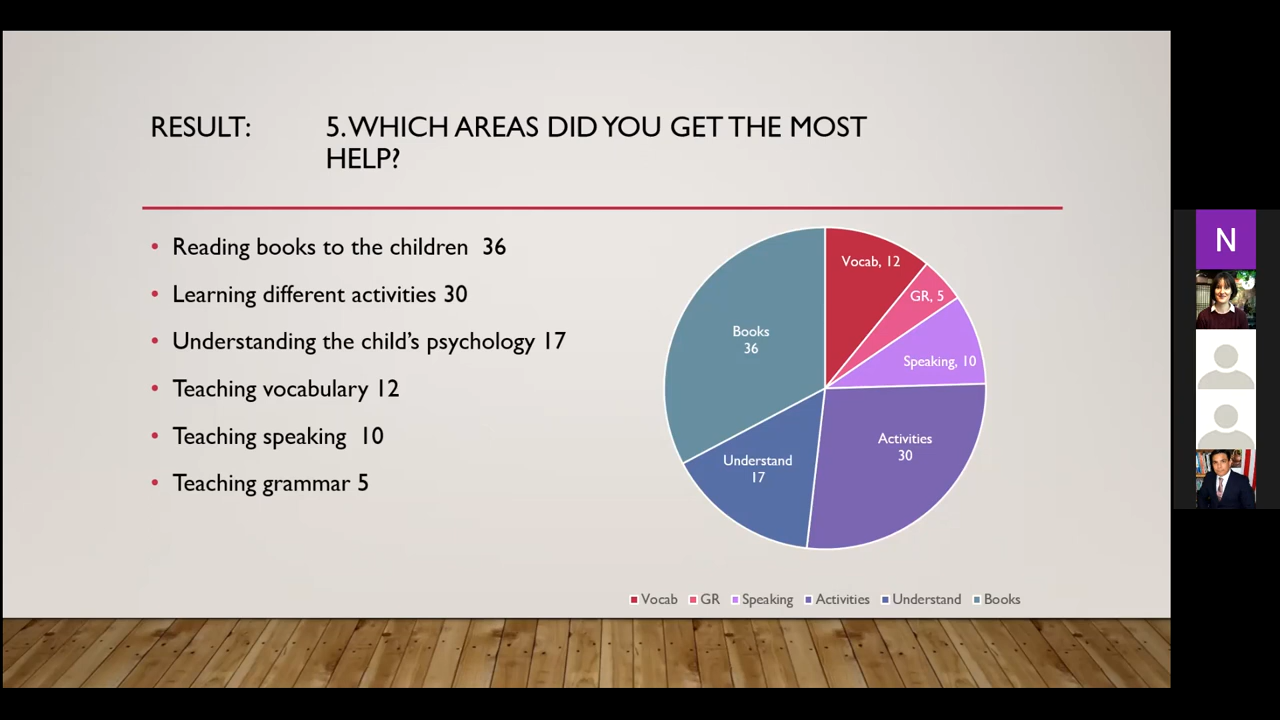 RESULT: 5. WHICH AREAS DID YOU GET THE MOST
HELP?
• Reading books to the children 36
• Learning different activities 30
• Understanding the child's psychology 17
• Teaching vocabulary 12
• Teaching speaking 10
• Teaching grammar 5
Vocab, 12
GR, 5
Speaking, 10
Activities
30
Understand
17
Books
36
Vocab GR Speaking Activities Understand Books
N